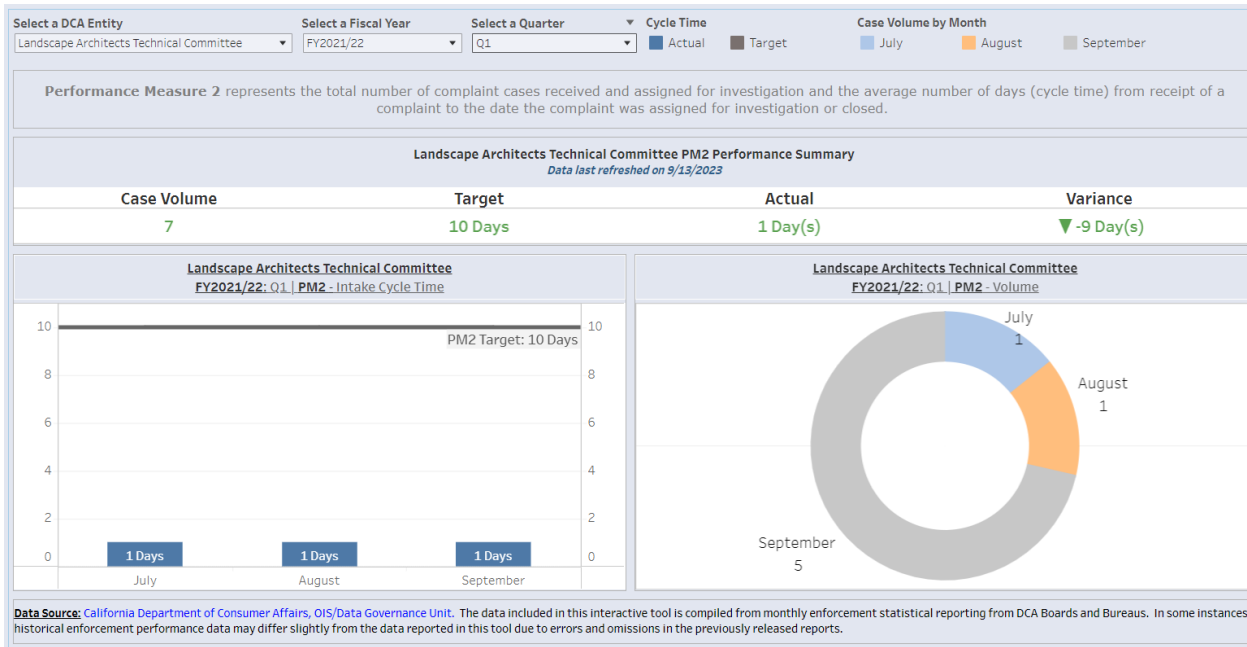 Select a DCA Entity
Select a Fiscal Year
Select a Quarter
Cycle Time
Case Volume by Month
Landscape Architects Technical Committee
FY2021/22
Q1
Actual
Target
July
August
September
Performance Measure 2 represents the total number of complaint cases received and assigned for investigation and the average number of days (cycle time) from receipt of a
complaint to the date the complaint was assigned for investigation or closed.
Landscape Architects Technical Committee PM2 Performance Summary
Data last refreshed on 9/13/2023
Case Volume
Target
Actual
Variance
7
10 Days
1 Day(s)
▼ -9 Day(s)
Landscape Architects Technical Committee
FY2021/22: Q1 | PM2 - Intake Cycle Time
10
8
6
4
2
0
PM2 Target: 10 Days
10
8
6
4
2
0
1 Days
1 Days
1 Days
July
August
September
Landscape Architects Technical Committee
FY2021/22: Q1 | PM2 - Volume
July
1
August
1
September
5
Data Source: California Department of Consumer Affairs, OIS/Data Governance Unit. The data included in this interactive tool is compiled from monthly enforcement statistical reporting from DCA Boards and Bureaus. In some instances
historical enforcement performance data may differ slightly from the data reported in this tool due to errors and omissions in the previously released reports.